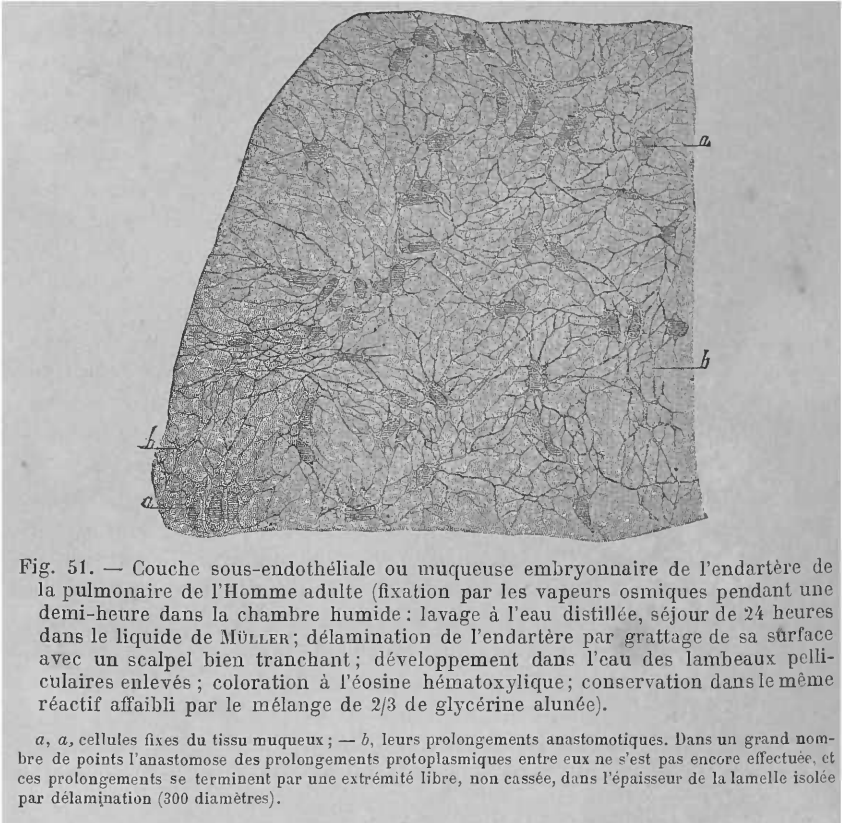 a
b
b
a
Fig. 51. — Couche sous-endothéliale ou muqueuse embryonnaire de l'endartère de
la pulmonaire de l'Homme adulte (fixation par les vapeurs osmiques pendant une
demi-heure dans la chambre humide : lavage à l'eau distillée, séjour de 24 heures
dans le liquide de MÜLLER ; délamination de l'endartère par grattage de sa surface
avec un scalpel bien tranchant ; développement dans l'eau des lambeaux pelli-
culaires enlevés ; coloration à l'éosine hématoxylique ; conservation dans le même
réactif affaibli par le mélange de 2/3 de glycérine alunée).
a, a, cellules fixes du tissu muqueux ; — b, leurs prolongements anastomotiques. Dans un grand nom-
bre de points l'anastomose des prolongements protoplasmiques entre eux ne s'est pas encore effectuée, et
ces prolongements se terminent par une extrémité libre, non cassée, dans l'épaisseur de la lamelle isolée
par délamination (300 diamètres).